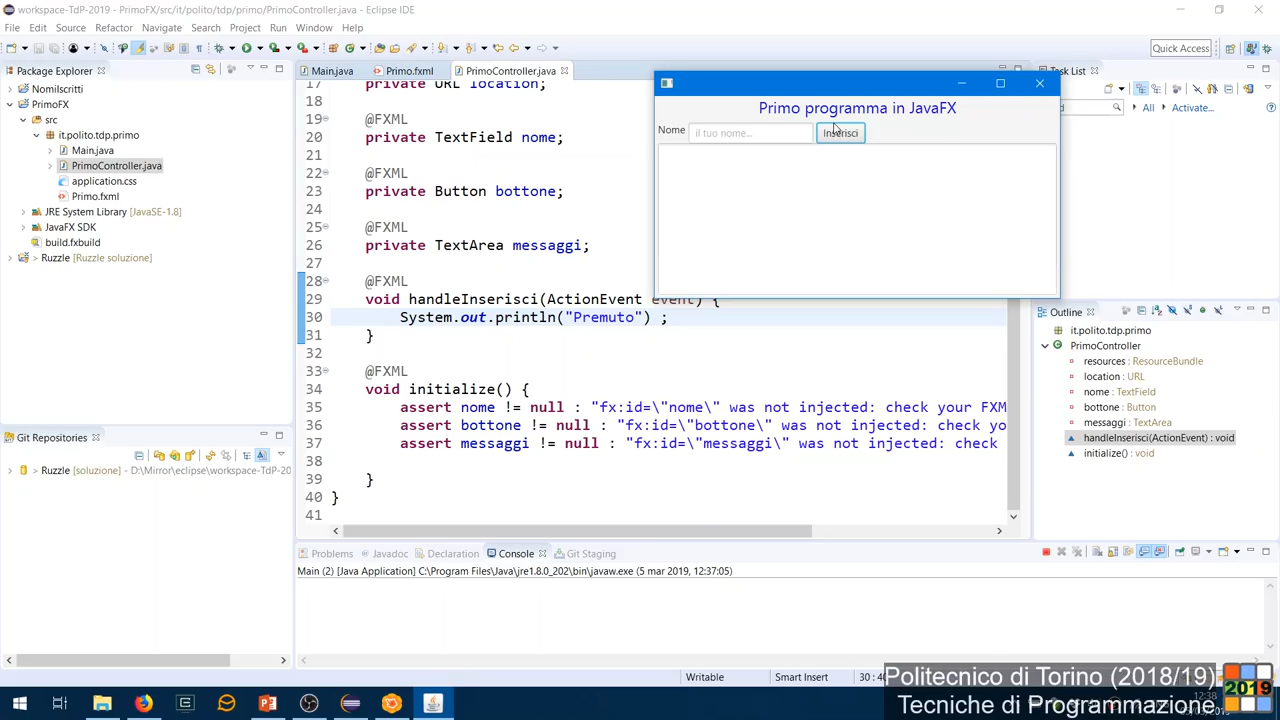 workspace-TdP-2019 - PrimoFX/src/it/polito/tdp/primo/PrimoController.java - Eclipse IDE
File Edit Source Refactor Navigate Search Project Run Window Help
Quick Access
Package Explorer
NomiIscritti
PrimoFX
src
it.polito.tdp.primo
Main.java
PrimoController.java
application.css
Primo.fxml
JRE System Library [JavaSE-1.8]
JavaFX SDK
build.fxbuild
> Ruzzle [Ruzzle soluzione]
Git Repositories
> Ruzzle [soluzione] - D:\Mirror\eclipse\workspace-TdP-20
Main.java Primo.fxml PrimoController.java
17 private URL location;
18
19 @FXML
20 private TextField nome;
21
22 @FXML
23 private Button bottone;
24
25 @FXML
26 private TextArea messaggi;
27
28 @FXML
29 void handleInserisci(ActionEvent event) {
30 System.out.println("Premuto") ;
31 }
32
33 @FXML
34 void initialize() {
35 assert nome != null : "fx:id=\"nome\" was not injected: check your FXM
36 assert bottone != null : "fx:id=\"bottone\" was not injected: check yo
37 assert messaggi != null : "fx:id=\"messaggi\" was not injected: check
38
39 }
40 }
41
Primo programma in JavaFX
Nome il tuo nome... Inserisci
Task List
All Activate...
Outline
it.polito.tdp.primo
PrimoController
resources : ResourceBundle
location : URL
nome : TextField
bottone : Button
messaggi : TextArea
handleInserisci(ActionEvent) : void
initialize() : void
Problems Javadoc Declaration Console Git Staging
Main (2) [Java Application] C:\Program Files\Java\jre1.8.0_202\bin\javaw.exe (5 mar 2019, 12:37:05)
Writable Smart Insert
Politecnico di Torino (2018/19)
Tecniche di Programmazione
12:38
2019